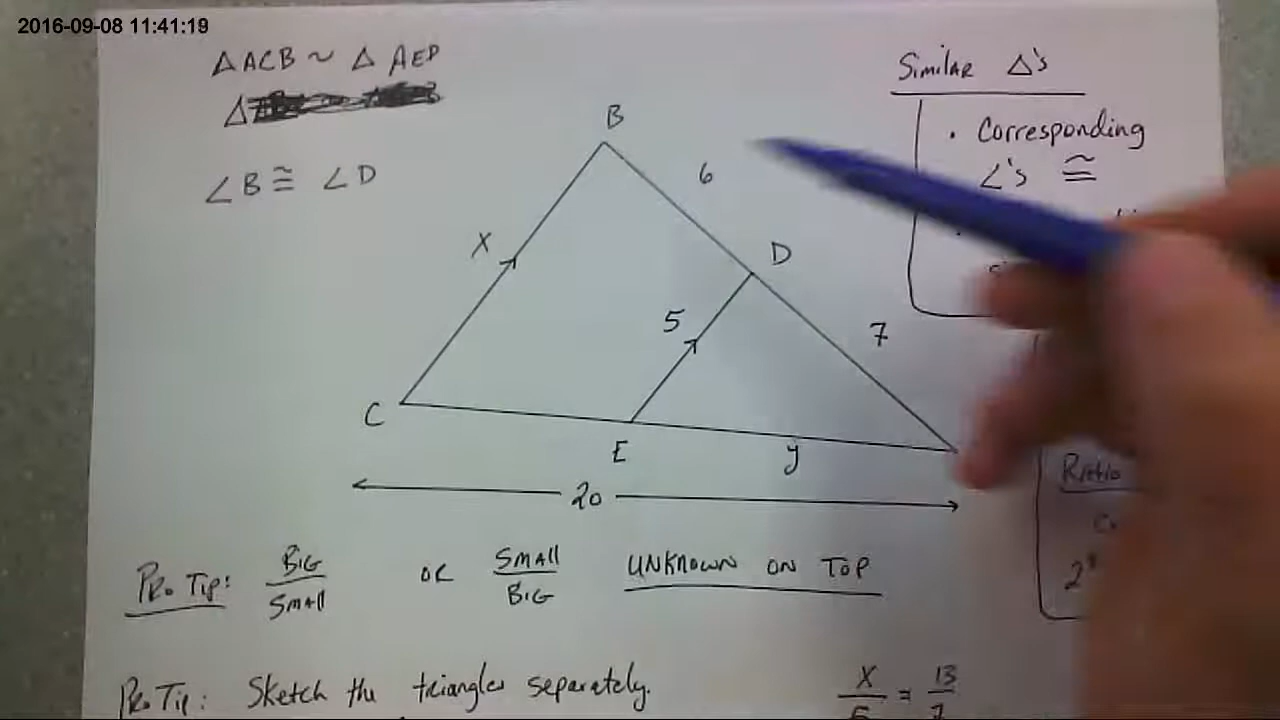 2016-09-08 11:41:19
△ACB ~ △AED
△
∠B ≅ ∠D
Similar △'s
• Corresponding
∠'s ≅
B
6
X
D
5
7
C
E
y
20
Ratio
Pro Tip: BIG/Small OR Small/BIG UNKNOWN ON TOP
Pro Tip: Sketch the triangles separately.
X/5 = 13/7